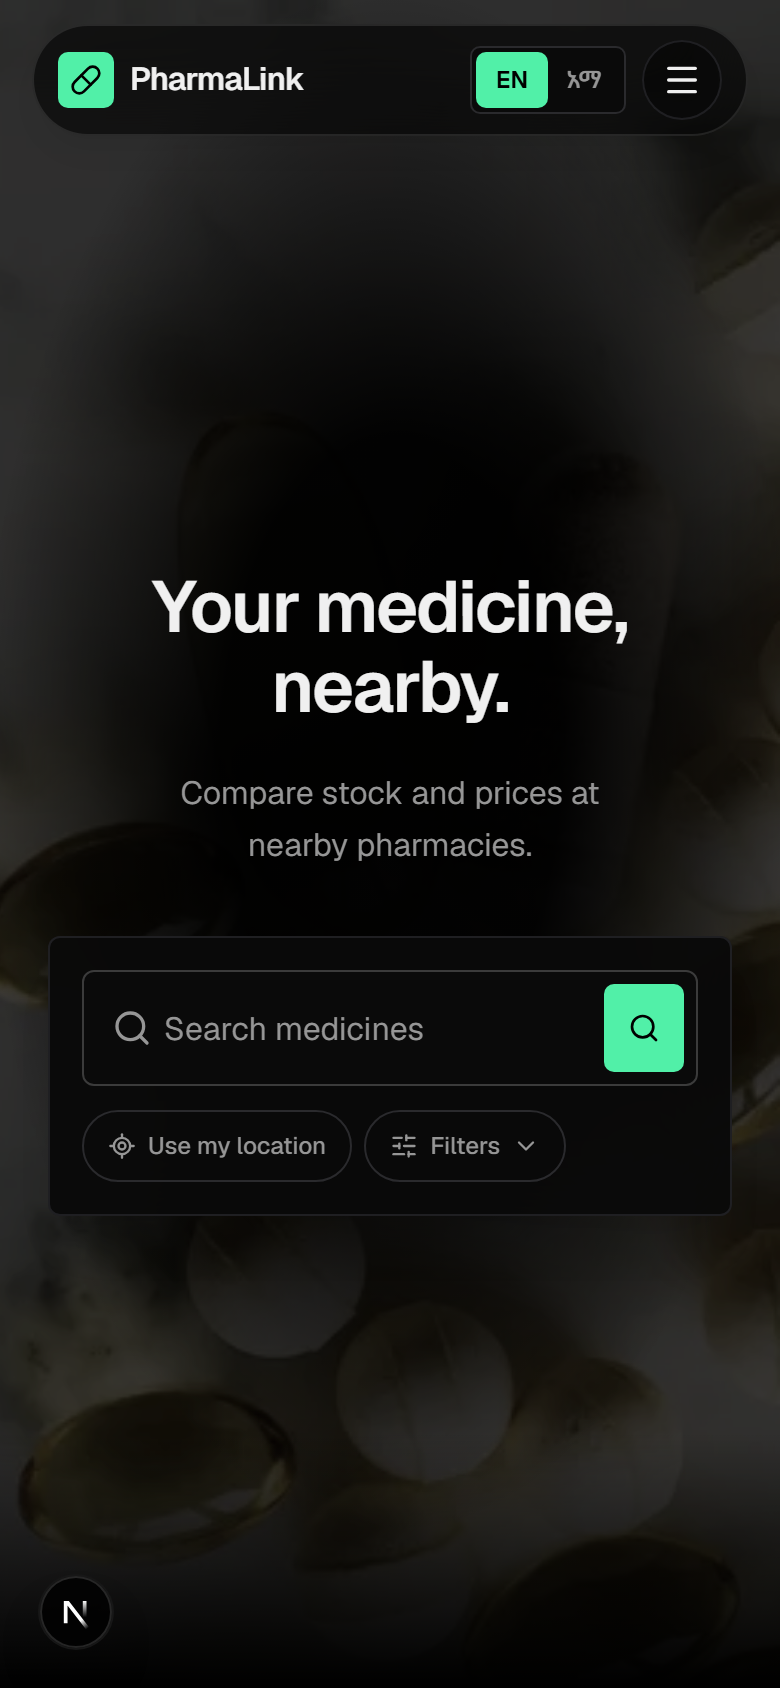 PharmaLink
EN
አማ
Your medicine,
nearby.
Compare stock and prices at
nearby pharmacies.
Search medicines
Use my location
Filters
N